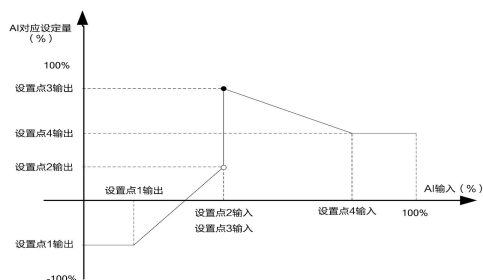 AI对应设定量
（%）
100%
设置点3输出
设置点4输出
设置点2输出
设置点1输出
AI输入（%）
设置点2输入
设置点4输入
100%
设置点3输入
设置点1输出
-100%